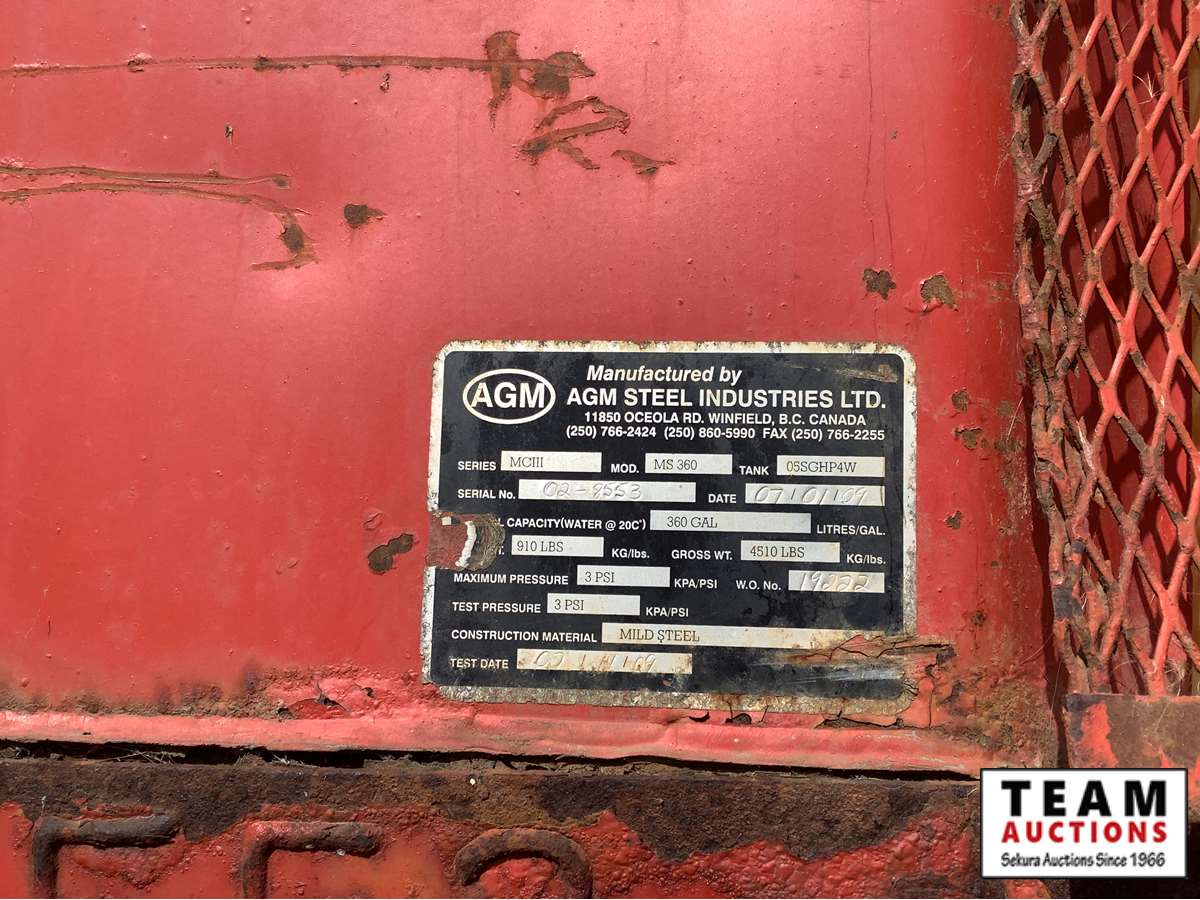 Manufactured by
AGM
AGM STEEL INDUSTRIES LTD.
11850 OCEOLA RD. WINFIELD, B.C. CANADA
(250) 766-2424 (250) 860-5990 FAX (250) 766-2255
SERIES MCIII MOD. MS 360 TANK 05SGHP4W
SERIAL No. 02-8553 DATE 07/01/09
CAPACITY (WATER @ 20C°) 360 GAL LITRES/GAL.
910 LBS KG/lbs. GROSS WT. 4510 LBS KG/lbs.
MAXIMUM PRESSURE 3 PSI KPA/PSI W.O. No. 19222
TEST PRESSURE 3 PSI KPA/PSI
CONSTRUCTION MATERIAL MILD STEEL
TEST DATE
TEAM
AUCTIONS
Sekura Auctions Since 1966